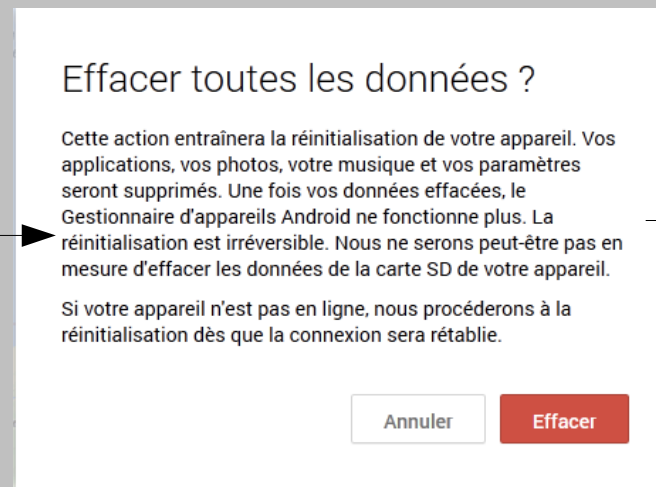 Effacer toutes les données ?
Cette action entraînera la réinitialisation de votre appareil. Vos
applications, vos photos, votre musique et vos paramètres
seront supprimés. Une fois vos données effacées, le
Gestionnaire d'appareils Android ne fonctionne plus. La
réinitialisation est irréversible. Nous ne serons peut-être pas en
mesure d'effacer les données de la carte SD de votre appareil.
Si votre appareil n'est pas en ligne, nous procéderons à la
réinitialisation dès que la connexion sera rétablie.
Annuler Effacer